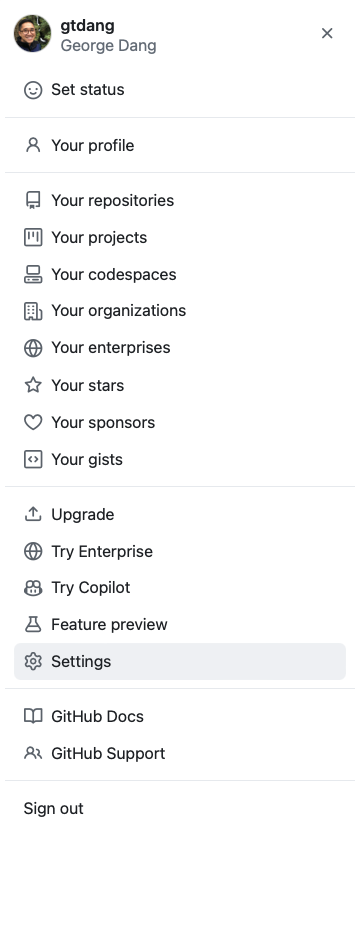 gtdang
George Dang
Set status
Your profile
Your repositories
Your projects
Your codespaces
Your organizations
Your enterprises
Your stars
Your sponsors
Your gists
Upgrade
Try Enterprise
Try Copilot
Feature preview
Settings
GitHub Docs
GitHub Support
Sign out